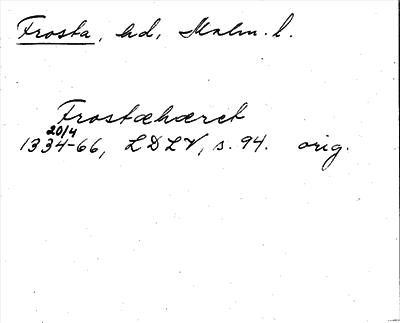 Frosta, hd, Malm. l.
Frostæhæret
20/4
1334-66, LDLV, s. 94. orig.